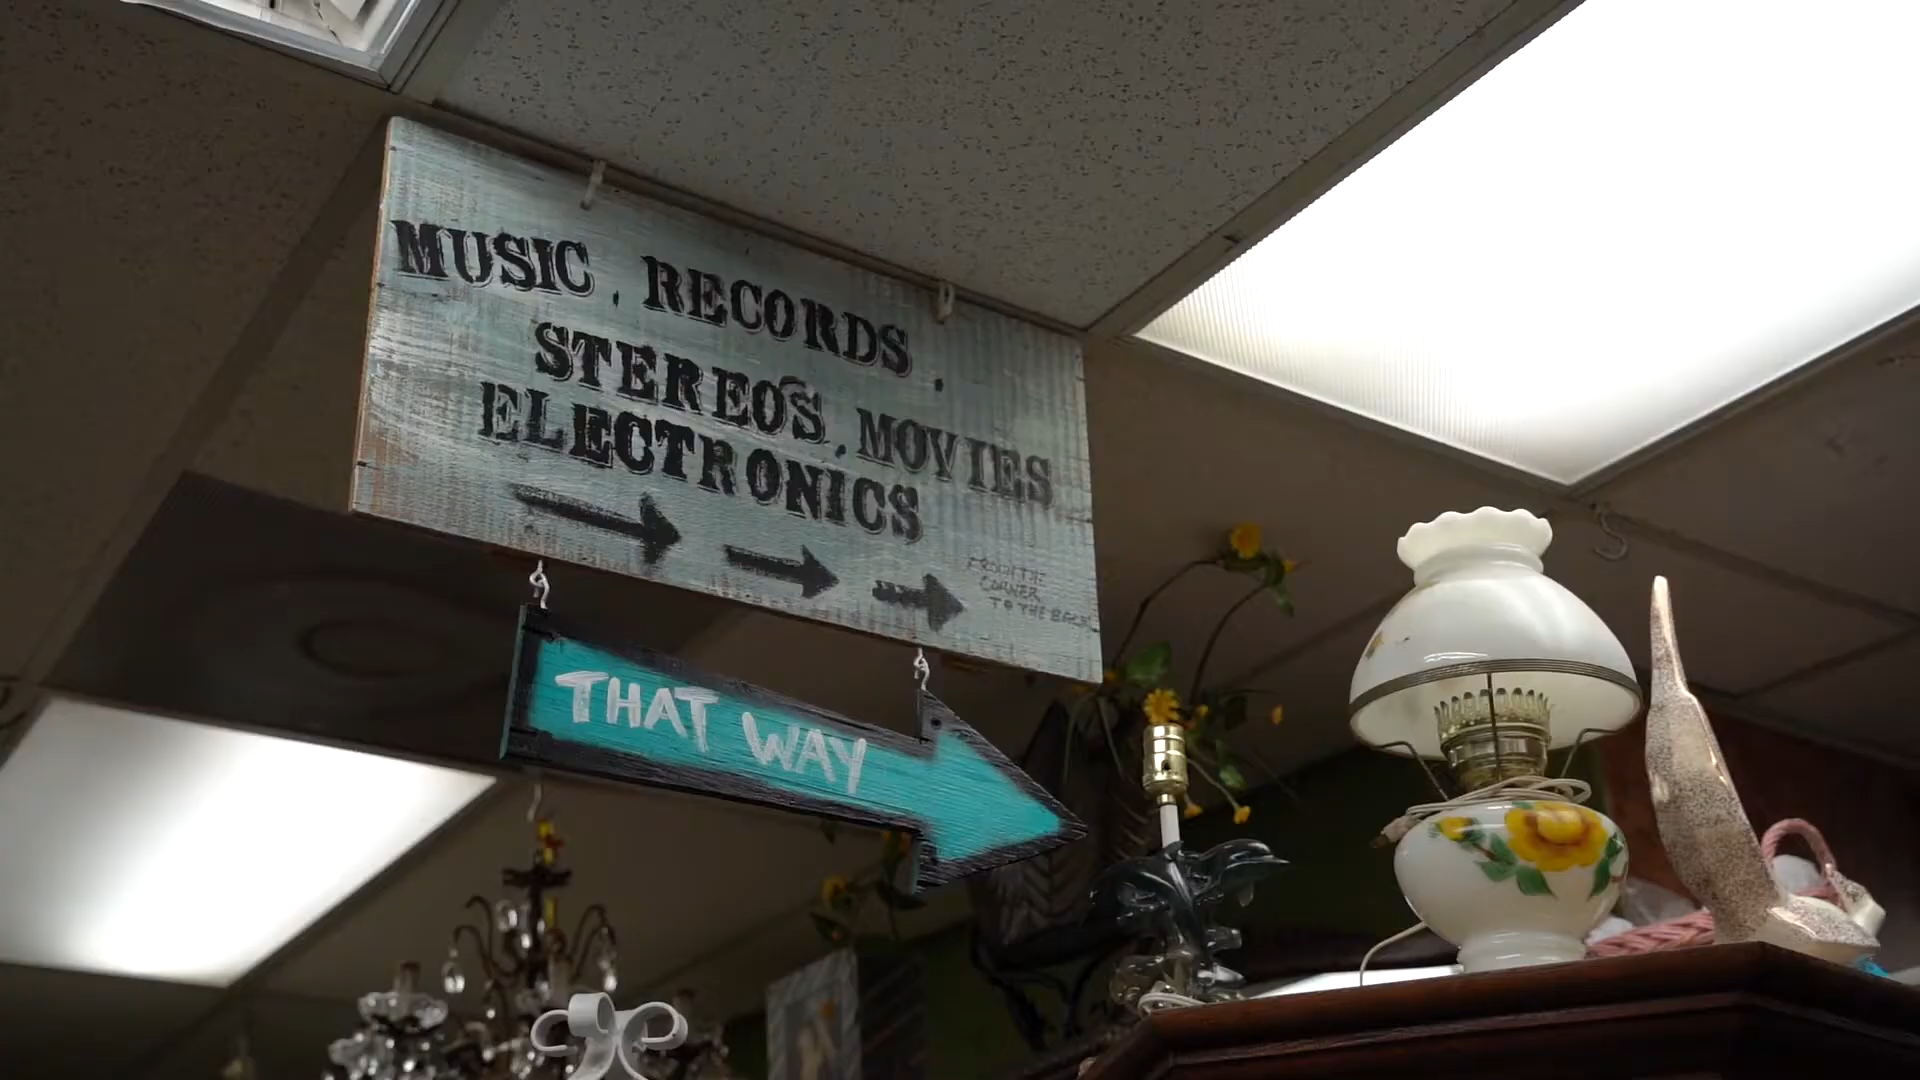 MUSIC, RECORDS,
STEREOS, MOVIES
ELECTRONICS
FROM THE
CORNER
TO THE BACK
THAT WAY